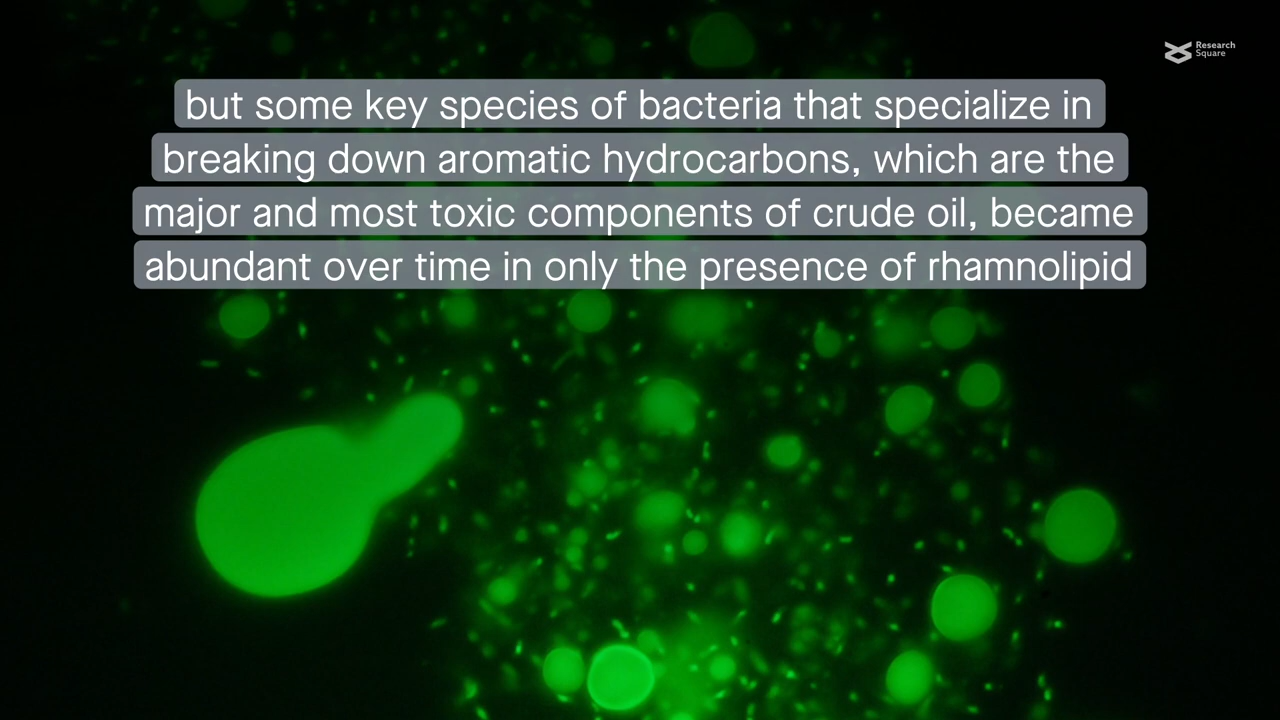 Research
Square
but some key species of bacteria that specialize in
breaking down aromatic hydrocarbons, which are the
major and most toxic components of crude oil, became
abundant over time in only the presence of rhamnolipid